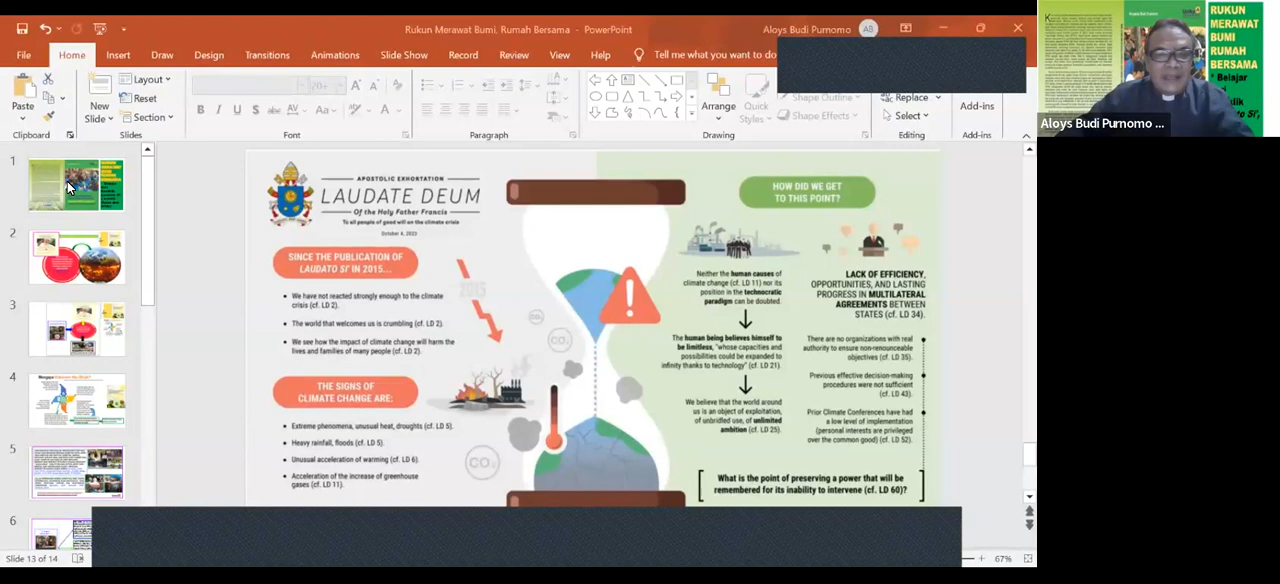 Rukun Merawat Bumi, Rumah Bersama - PowerPoint
Aloys Budi Purnomo
AB
File
Home
Insert
Draw
Design
Transitions
Animations
Slide Show
Record
Review
View
Help
Tell me what you want to do
Paste
New
Slide
Layout
Reset
Section
B I U S abc AV Aa
Arrange
Quick
Styles
Shape Outline
Shape Effects
Replace
Select
Add-ins
Clipboard
Slides
Font
Paragraph
Drawing
Editing
Add-ins
1
2
3
4
5
6
APOSTOLIC EXHORTATION
LAUDATE DEUM
Of the Holy Father Francis
To all people of good will on the climate crisis
October 4, 2023
SINCE THE PUBLICATION OF
LAUDATO SI' IN 2015...
2015
We have not reacted strongly enough to the climate
crisis (cf. LD 2).
The world that welcomes us is crumbling (cf. LD 2).
We see how the impact of climate change will harm the
lives and families of many people (cf. LD 2).
THE SIGNS OF
CLIMATE CHANGE ARE:
Extreme phenomena, unusual heat, droughts (cf. LD 5).
Heavy rainfall, floods (cf. LD 5).
Unusual acceleration of warming (cf. LD 6).
Acceleration of the increase of greenhouse
gases (cf. LD 11).
CO₂
CO₂
CO₂
!
HOW DID WE GET
TO THIS POINT?
Neither the human causes of
climate change (cf. LD 11) nor its
position in the technocratic
paradigm can be doubted.
The human being believes himself to
be limitless, "whose capacities and
possibilities could be expanded to
infinity thanks to technology" (cf. LD 21).
We believe that the world around
us is an object of exploitation,
of unbridled use, of unlimited
ambition (cf. LD 25).
LACK OF EFFICIENCY,
OPPORTUNITIES, AND LASTING
PROGRESS IN MULTILATERAL
AGREEMENTS BETWEEN
STATES (cf. LD 34).
There are no organizations with real
authority to ensure non-renounceable
objectives (cf. LD 35).
Previous effective decision-making
procedures were not sufficient
(cf. LD 43).
Prior Climate Conferences have had
a low level of implementation
(personal interests are privileged
over the common good) (cf. LD 52).
What is the point of preserving a power that will be
remembered for its inability to intervene (cf. LD 60)?
Slide 13 of 14
67%
RUKUN
MERAWAT
BUMI
RUMAH
BERSAMA
* Belajar
Aloys Budi Purnomo ...